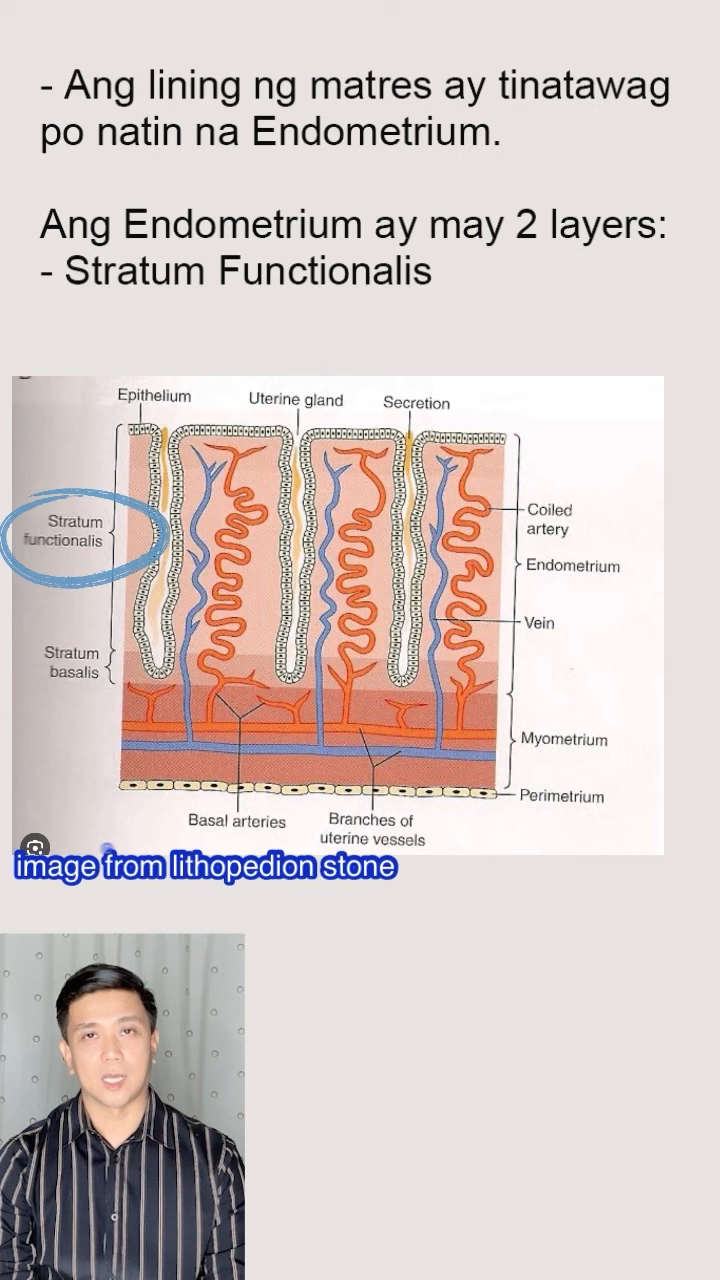 - Ang lining ng matres ay tinatawag
po natin na Endometrium.
Ang Endometrium ay may 2 layers:
- Stratum Functionalis
Epithelium
Uterine gland
Secretion
Stratum
functionalis
Coiled
artery
Endometrium
Vein
Stratum
basalis
Myometrium
Perimetrium
Basal arteries
Branches of
uterine vessels
image from lithopedion stone